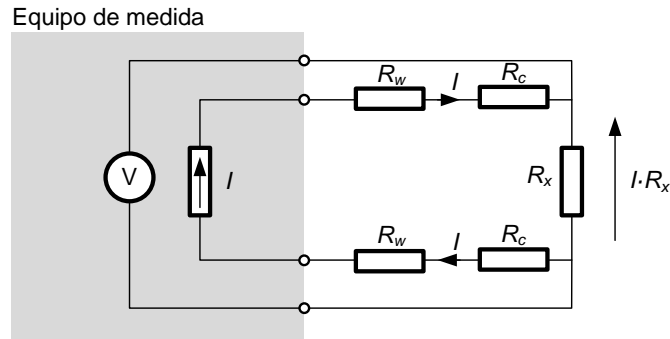 Equipo de medida
R_w
I
R_c
V
I
R_x
I·R_x
R_w
I
R_c